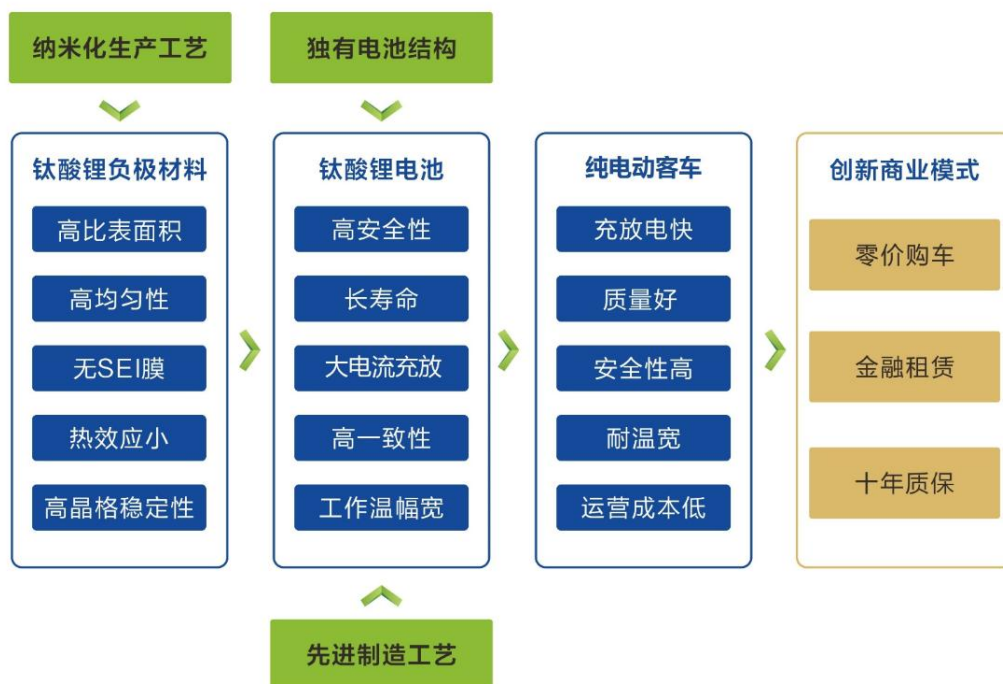 纳米化生产工艺
独有电池结构
钛酸锂负极材料
高比表面积
高均匀性
无SEI膜
热效应小
高晶格稳定性
钛酸锂电池
高安全性
长寿命
大电流充放
高一致性
工作温幅宽
纯电动客车
充放电快
质量好
安全性高
耐温宽
运营成本低
创新商业模式
零价购车
金融租赁
十年质保
先进制造工艺